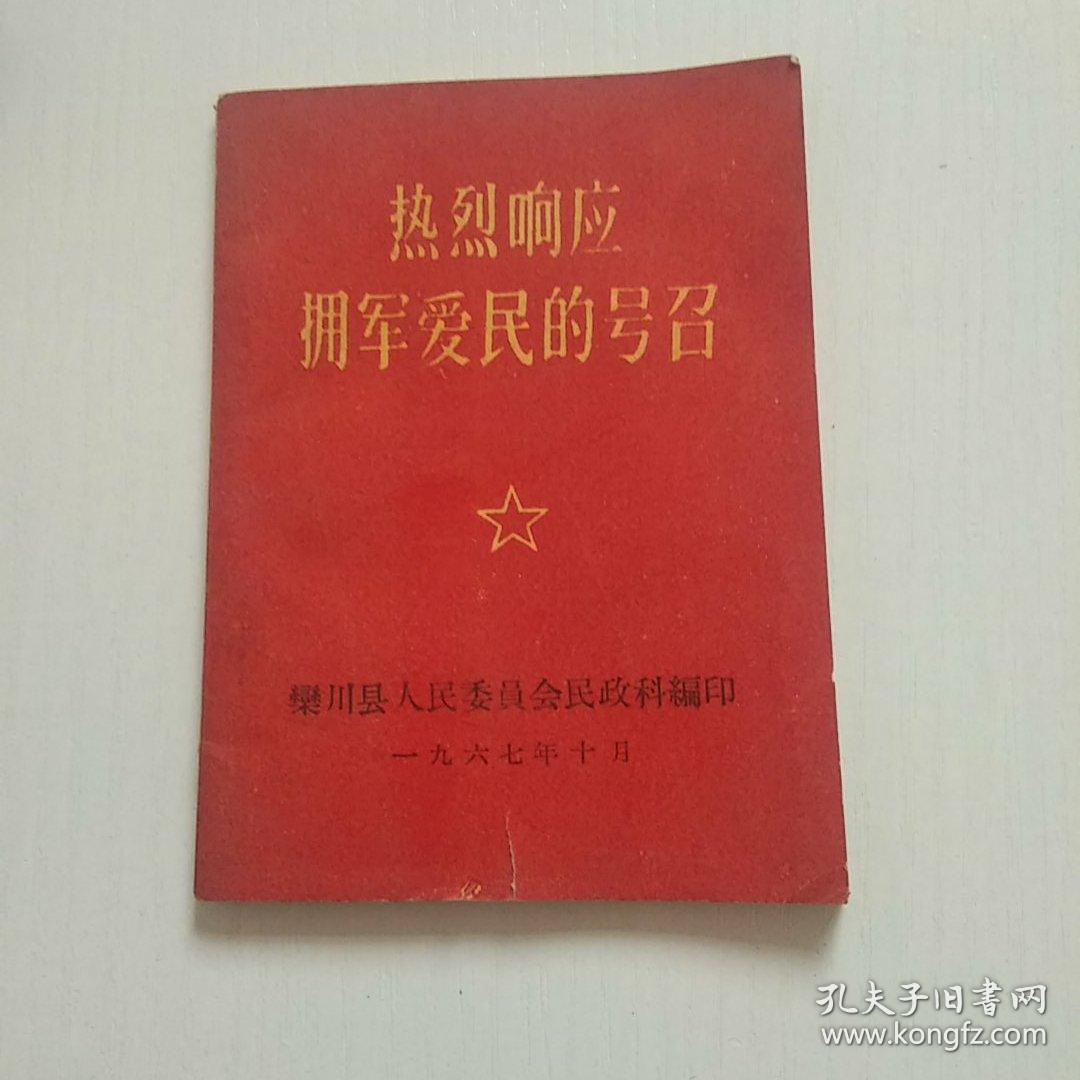 热烈响应
拥军爱民的号召
欒川县人民委員会民政科編印
一九六七年十月
孔夫子旧書网
www.kongfz.com